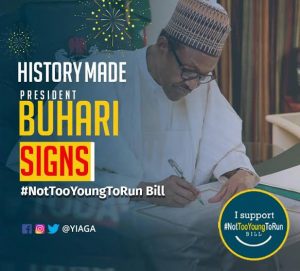 HISTORY MADE
PRESIDENT
BUHARI
SIGNS
#NotTooYoungToRun Bill
@YIAGA
I support
#NotTooYoungToRun
BILL